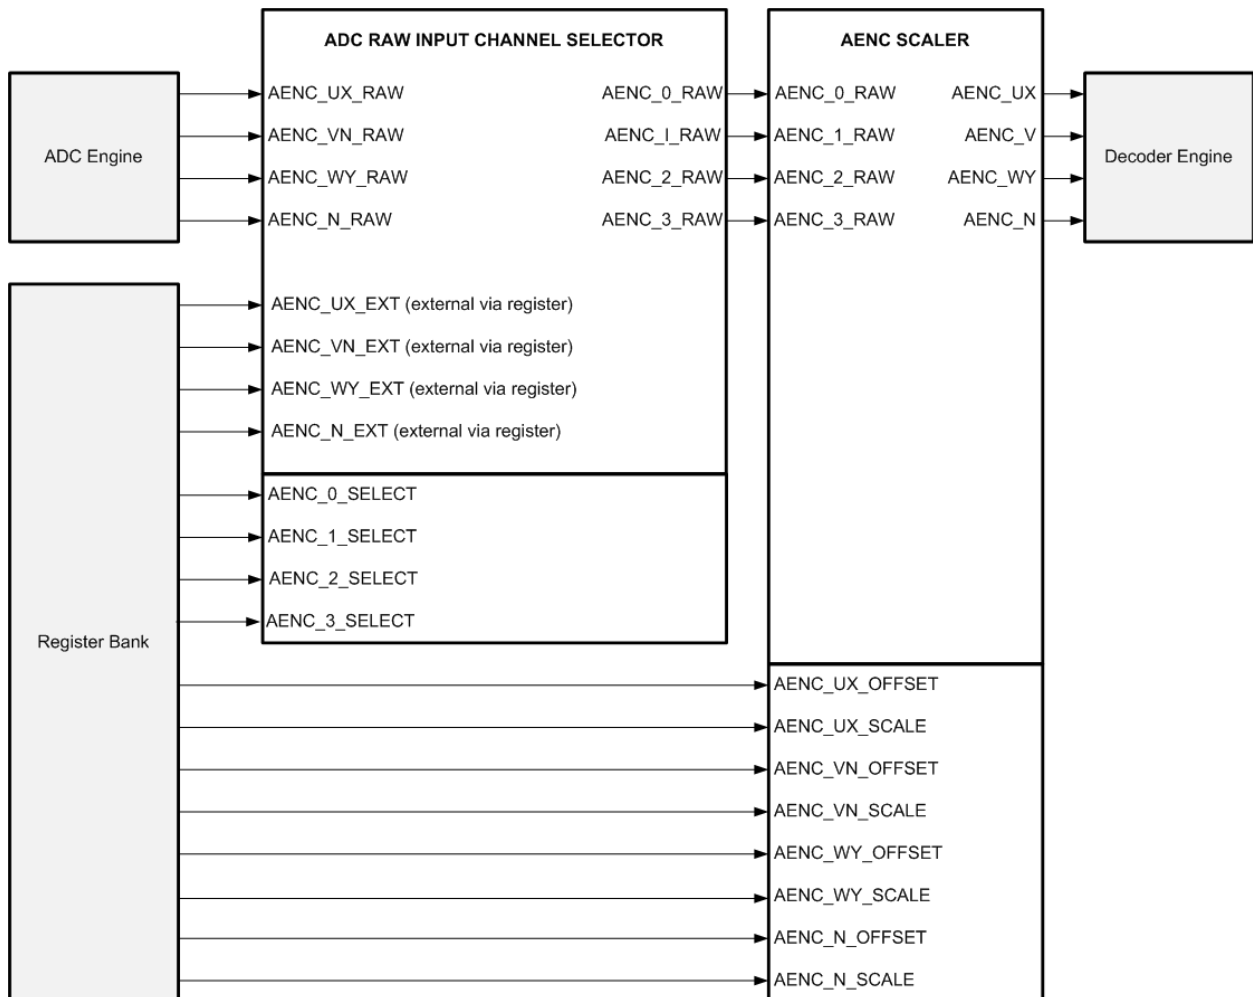 ADC RAW INPUT CHANNEL SELECTOR
AENC SCALER
ADC Engine
AENC_UX_RAW
AENC_VN_RAW
AENC_WY_RAW
AENC_N_RAW
AENC_0_RAW
AENC_I_RAW
AENC_2_RAW
AENC_3_RAW
AENC_0_RAW
AENC_1_RAW
AENC_2_RAW
AENC_3_RAW
AENC_UX
AENC_V
AENC_WY
AENC_N
Decoder Engine
AENC_UX_EXT (external via register)
AENC_VN_EXT (external via register)
AENC_WY_EXT (external via register)
AENC_N_EXT (external via register)
AENC_0_SELECT
AENC_1_SELECT
AENC_2_SELECT
AENC_3_SELECT
Register Bank
AENC_UX_OFFSET
AENC_UX_SCALE
AENC_VN_OFFSET
AENC_VN_SCALE
AENC_WY_OFFSET
AENC_WY_SCALE
AENC_N_OFFSET
AENC_N_SCALE